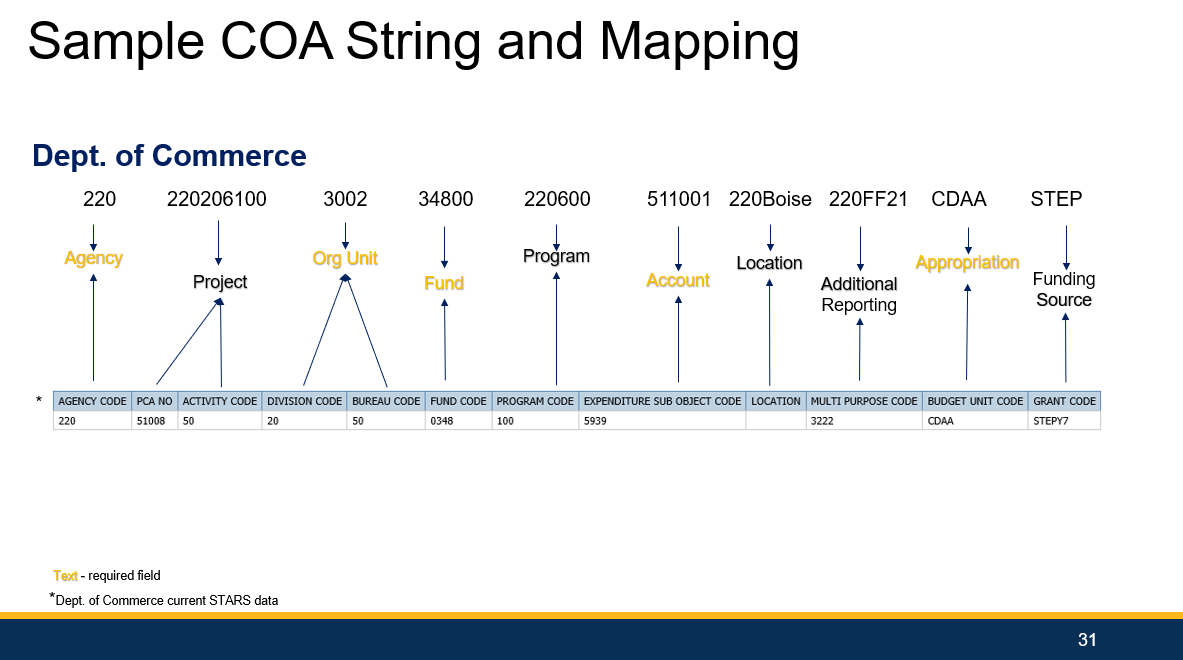 Sample COA String and Mapping
Dept. of Commerce
220 220206100 3002 34800 220600 511001 220Boise 220FF21 CDAA STEP
Agency Project Org Unit Fund Program Account Location Additional Reporting Appropriation Funding Source
* AGENCY CODE PCA NO ACTIVITY CODE DIVISION CODE BUREAU CODE FUND CODE PROGRAM CODE EXPENDITURE SUB OBJECT CODE LOCATION MULTI PURPOSE CODE BUDGET UNIT CODE GRANT CODE
220 51008 50 20 50 0348 100 5939 3222 CDAA STEPY7
Text - required field
*Dept. of Commerce current STARS data
31